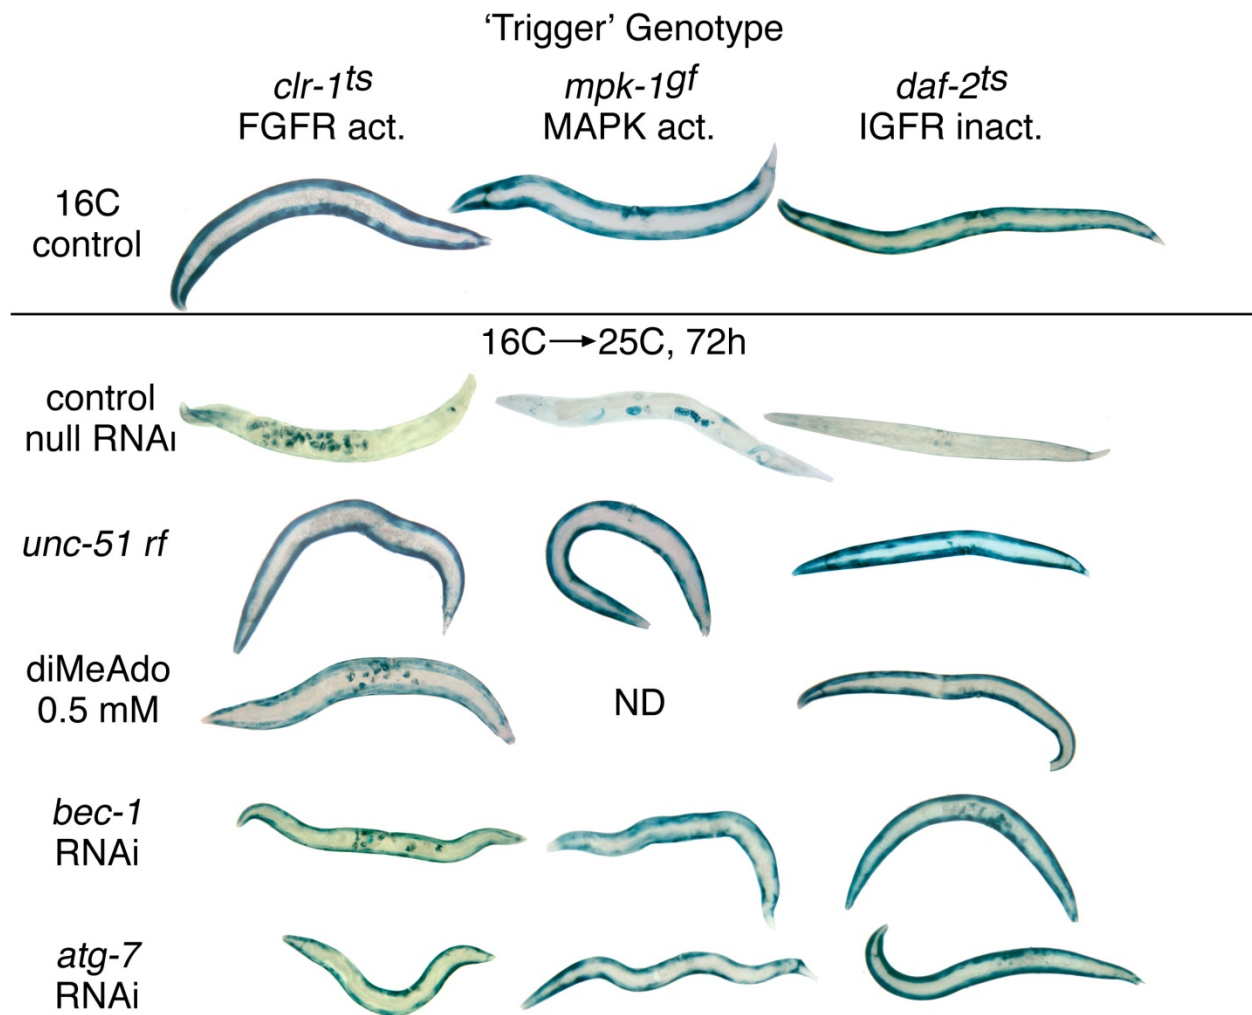 ‘Trigger’ Genotype
clr-1ts
FGFR act.
mpk-1gf
MAPK act.
daf-2ts
IGFR inact.
16C
control
16C→25C, 72h
control
null RNAi
unc-51 rf
diMeAdo
0.5 mM
ND
bec-1
RNAi
atg-7
RNAi